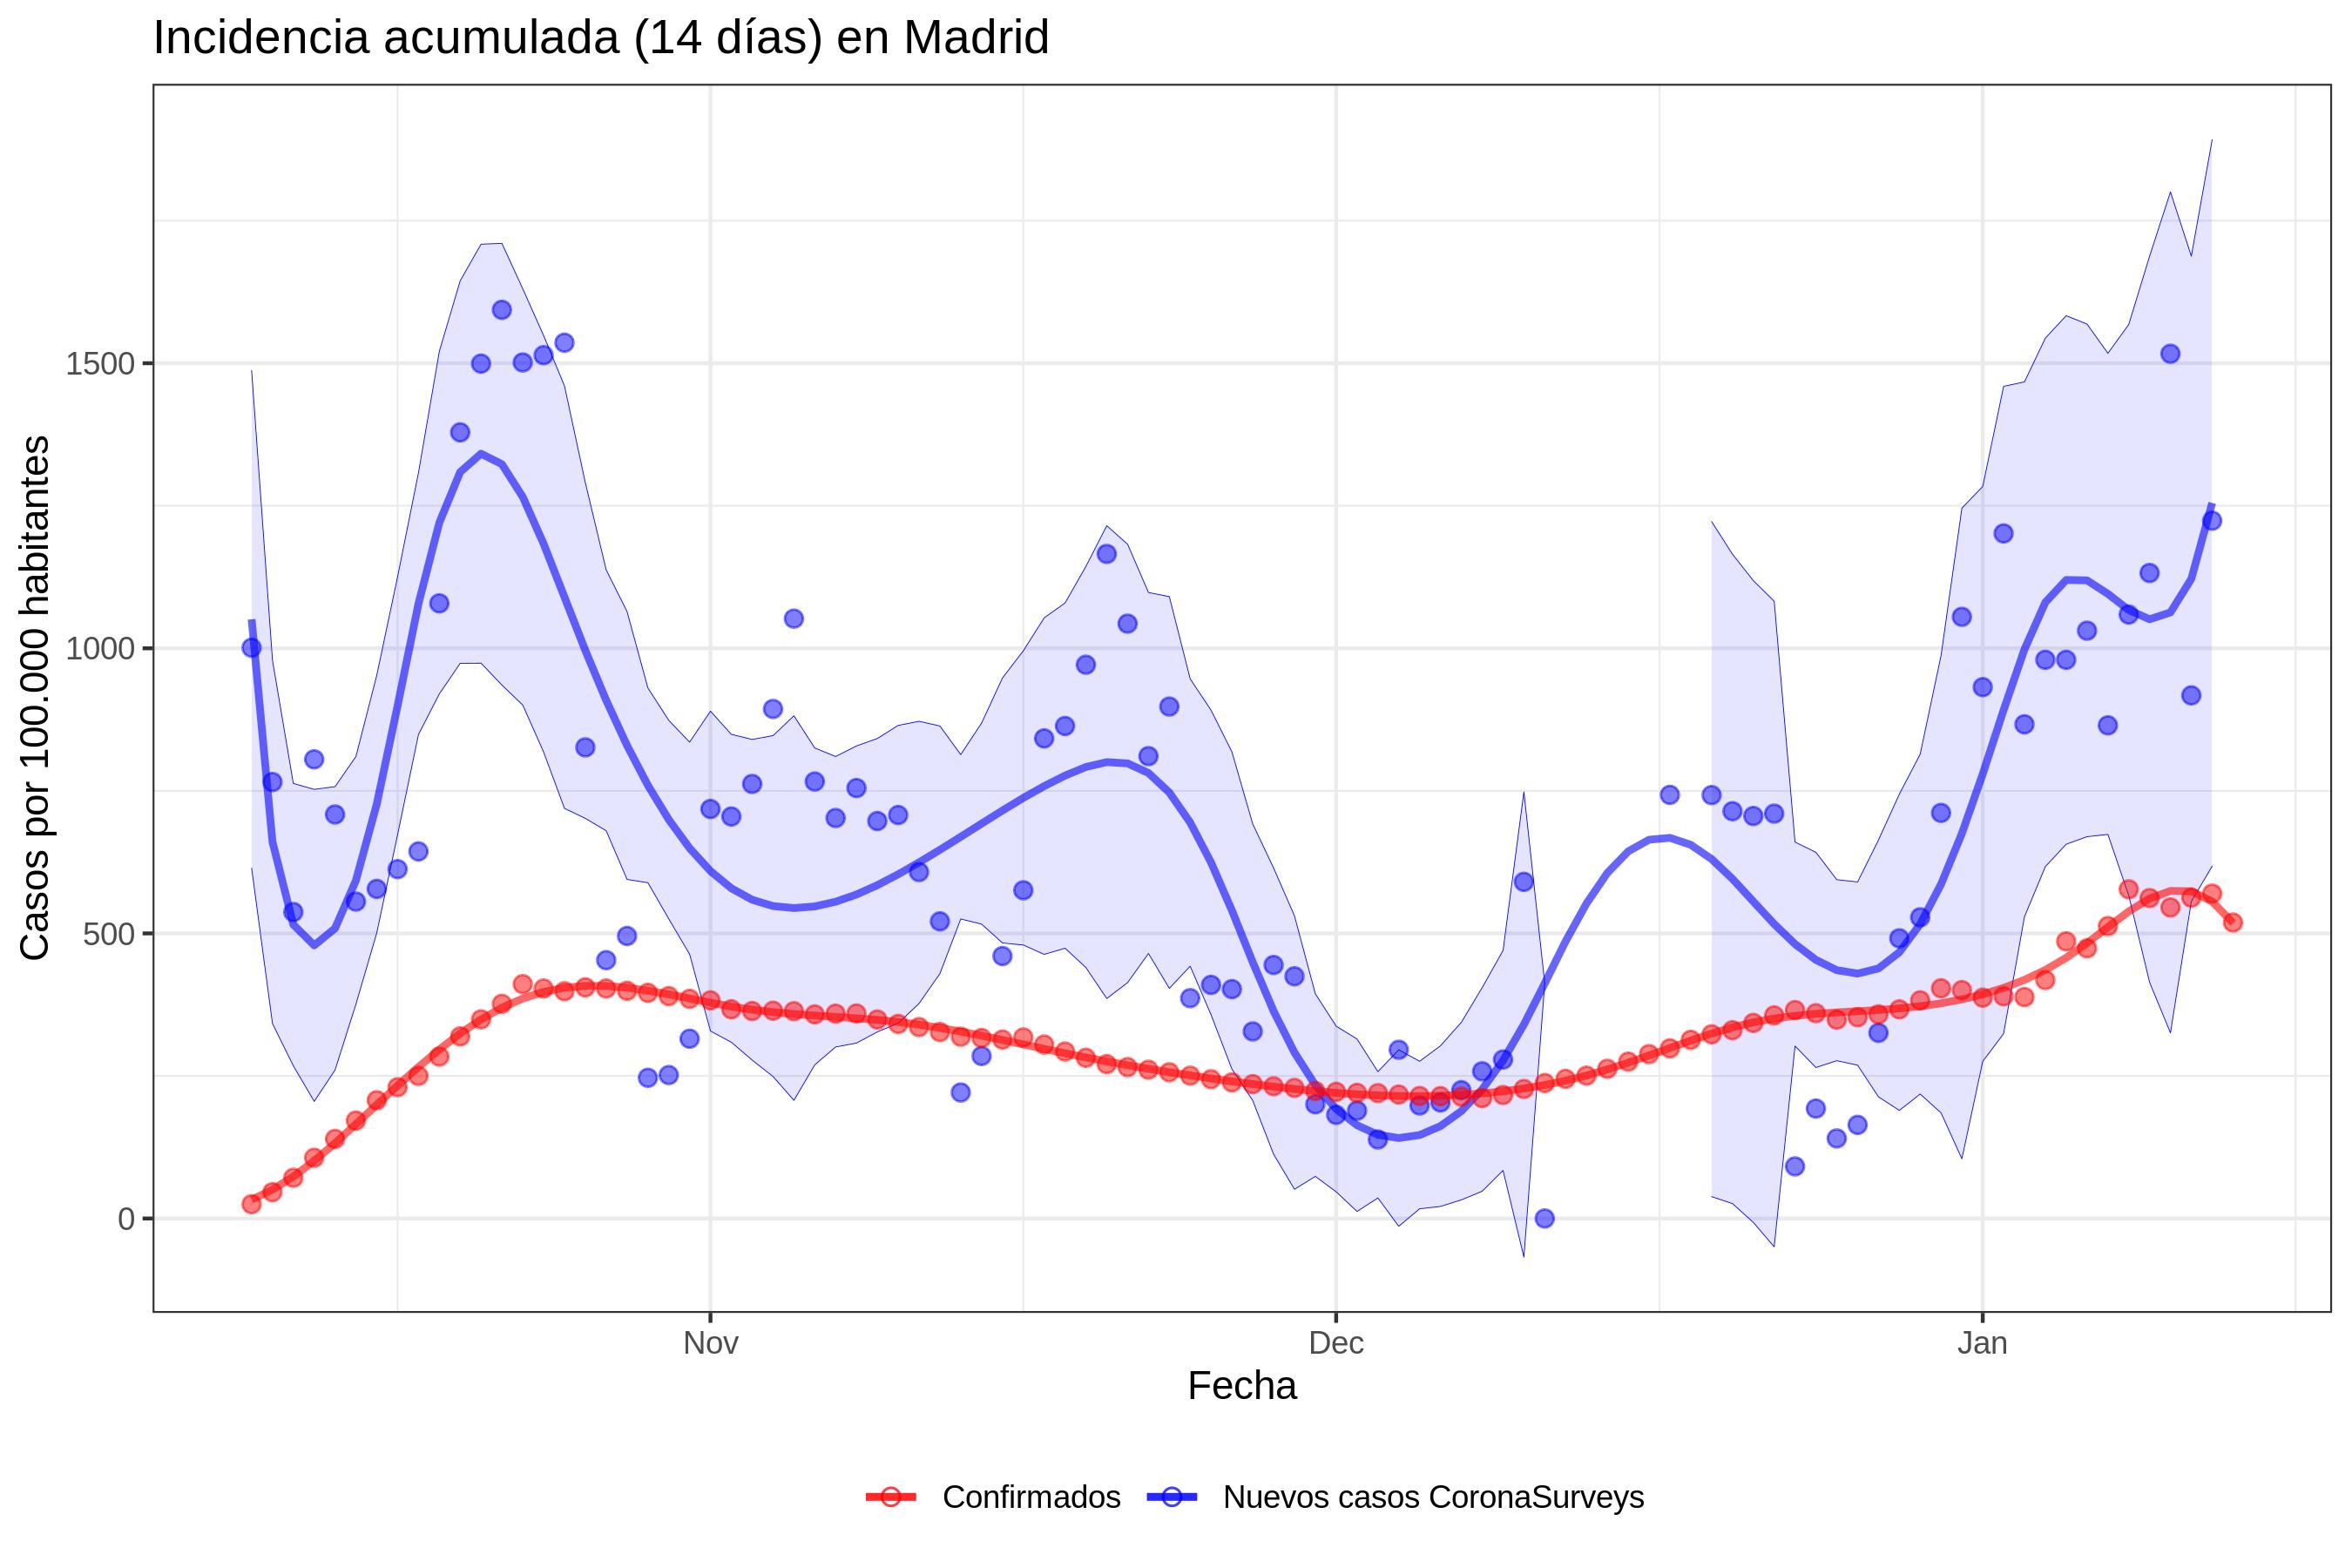 Incidencia acumulada (14 días) en Madrid
Casos por 100.000 habitantes
1500
1000
500
0
Nov Dec Jan
Fecha
Confirmados Nuevos casos CoronaSurveys